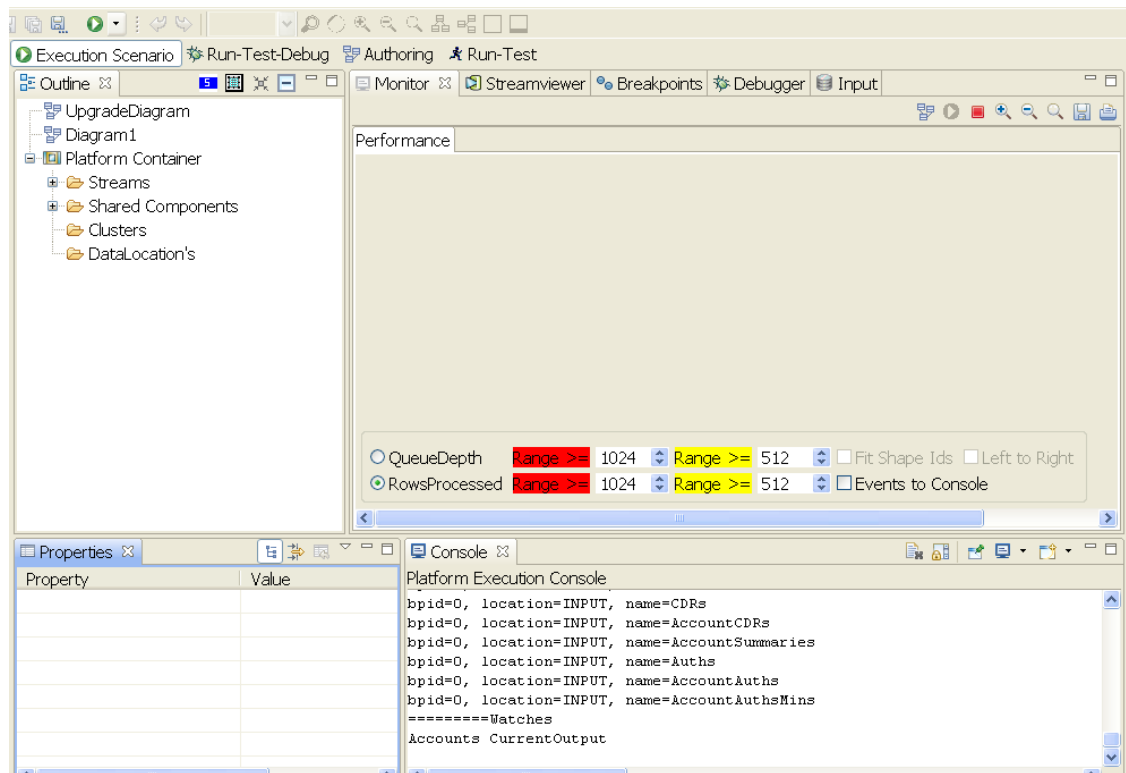 Execution Scenario Run-Test-Debug Authoring Run-Test
Outline
UpgradeDiagram
Diagram1
Platform Container
Streams
Shared Components
Clusters
DataLocation's
Monitor Streamviewer Breakpoints Debugger Input
Performance
QueueDepth Range >= 1024 Range >= 512 Fit Shape Ids Left to Right
RowsProcessed Range >= 1024 Range >= 512 Events to Console
Properties
Property Value
Console
Platform Execution Console
bpid=0, location=INPUT, name=CDRs
bpid=0, location=INPUT, name=AccountCDRs
bpid=0, location=INPUT, name=AccountSummaries
bpid=0, location=INPUT, name=Auths
bpid=0, location=INPUT, name=AccountAuths
bpid=0, location=INPUT, name=AccountAuthsMins
=========Watches
Accounts CurrentOutput